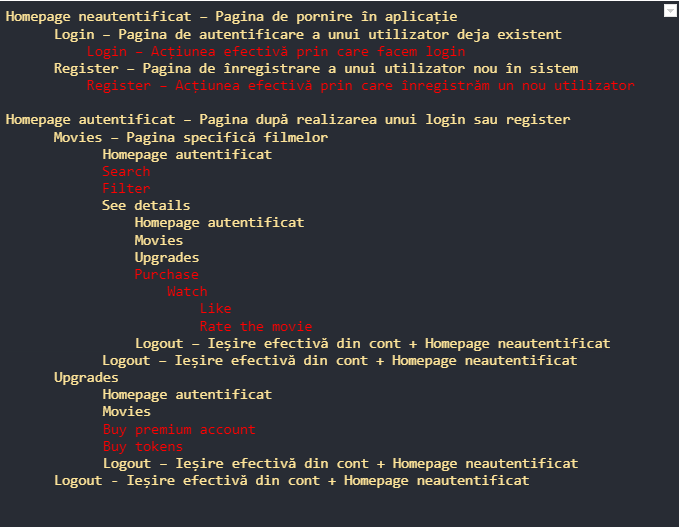 Homepage neautentificat – Pagina de pornire în aplicație
Login – Pagina de autentificare a unui utilizator deja existent
Login – Acțiunea efectivă prin care facem login
Register – Pagina de înregistrare a unui utilizator nou în sistem
Register – Acțiunea efectivă prin care înregistrăm un nou utilizator
Homepage autentificat – Pagina după realizarea unui login sau register
Movies – Pagina specifică filmelor
Homepage autentificat
Search
Filter
See details
Homepage autentificat
Movies
Upgrades
Purchase
Watch
Like
Rate the movie
Logout – Ieșire efectivă din cont + Homepage neautentificat
Logout – Ieșire efectivă din cont + Homepage neautentificat
Upgrades
Homepage autentificat
Movies
Buy premium account
Buy tokens
Logout – Ieșire efectivă din cont + Homepage neautentificat
Logout - Ieșire efectivă din cont + Homepage neautentificat